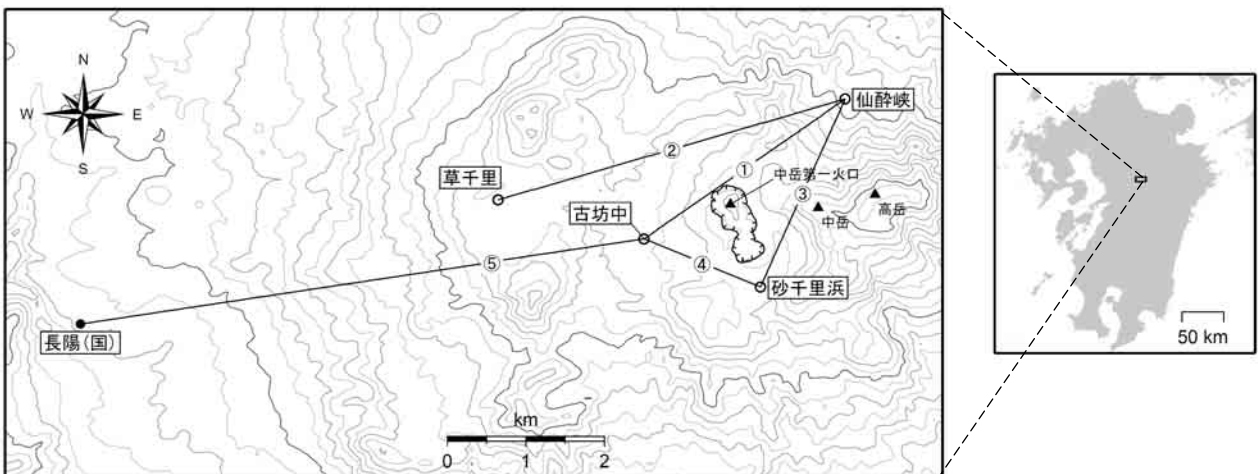 N
W
E
S
仙酔峡
②
①
草千里
中岳第一火口
③
高岳
中岳
古坊中
④
⑤
砂千里浜
長陽(国)
km
0 1 2
50 km